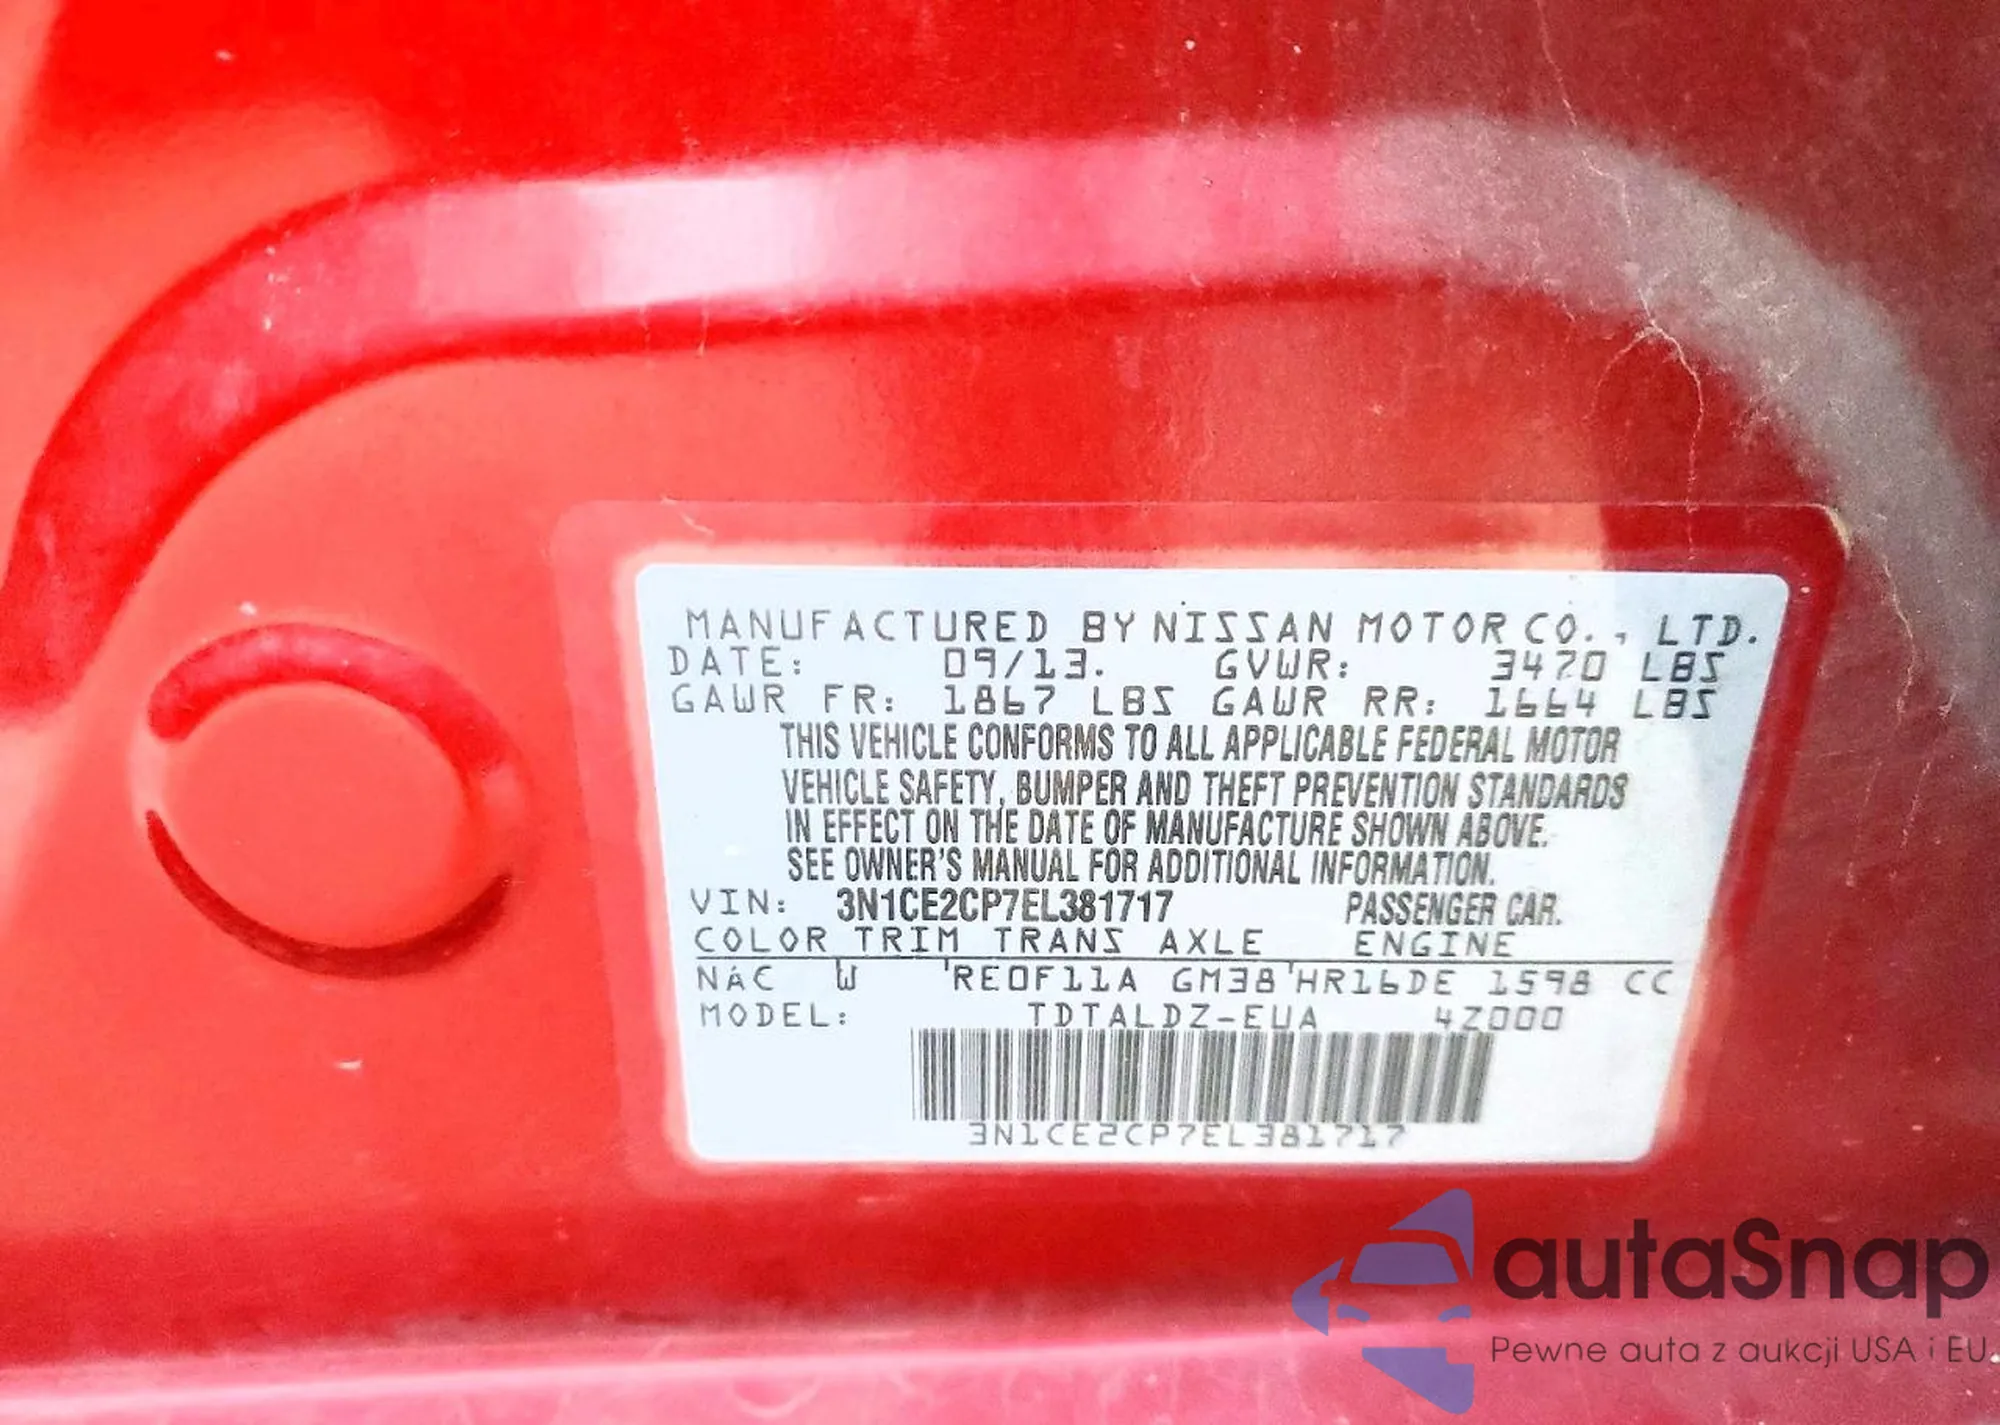 MANUFACTURED BY NISSAN MOTOR CO., LTD.
DATE: 09/13. GVWR: 3470 LBS
GAWR FR: 1867 LBS GAWR RR: 1664 LBS
THIS VEHICLE CONFORMS TO ALL APPLICABLE FEDERAL MOTOR
VEHICLE SAFETY, BUMPER AND THEFT PREVENTION STANDARDS
IN EFFECT ON THE DATE OF MANUFACTURE SHOWN ABOVE.
SEE OWNER'S MANUAL FOR ADDITIONAL INFORMATION.
VIN: 3N1CE2CP7EL381717 PASSENGER CAR.
COLOR TRIM TRANS AXLE ENGINE
NAC W RE0F11A GM38 HR16DE 1598 CC
MODEL: TDTALDZ-EUA 4Z000
3N1CE2CP7EL381717
autaSnap
Pewne auta z aukcji USA i EU